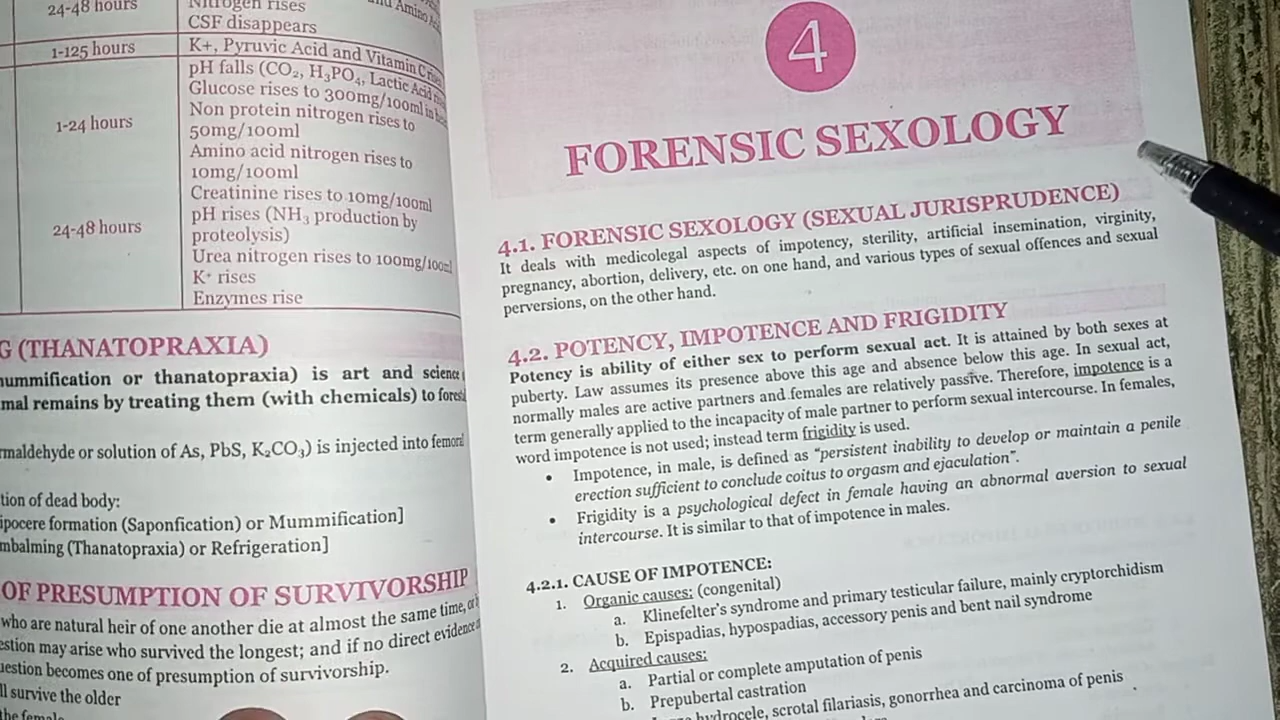 24-48 hours
Nitrogen rises
CSF disappears
1-125 hours
K+, Pyruvic Acid and Vitamin C
1-24 hours
pH falls (CO₂, H₃PO₄, Lactic Acid
Glucose rises to 300mg/100ml in
Non protein nitrogen rises to
50mg/100ml
Amino acid nitrogen rises to
10mg/100ml
24-48 hours
Creatinine rises to 10mg/100ml
pH rises (NH₃ production by
proteolysis)
Urea nitrogen rises to 100mg/100ml
K⁺ rises
Enzymes rise
G (THANATOPRAXIA)
mummification or thanatopraxia) is art and science
mal remains by treating them (with chemicals) to
rmaldehyde or solution of As, PbS, K₂CO₃) is injected into femoral
tion of dead body:
ipocere formation (Saponfication) or Mummification]
mbalming (Thanatopraxia) or Refrigeration]
OF PRESUMPTION OF SURVIVORSHIP
who are natural heir of one another die at almost the same time,
estion may arise who survived the longest; and if no direct evidence
uestion becomes one of presumption of survivorship.
ll survive the older
the female
4
FORENSIC SEXOLOGY
4.1. FORENSIC SEXOLOGY (SEXUAL JURISPRUDENCE)
It deals with medicolegal aspects of impotency, sterility, artificial insemination, virginity,
pregnancy, abortion, delivery, etc. on one hand, and various types of sexual offences and sexual
perversions, on the other hand.
4.2. POTENCY, IMPOTENCE AND FRIGIDITY
Potency is ability of either sex to perform sexual act. It is attained by both sexes at
puberty. Law assumes its presence above this age and absence below this age. In sexual act,
normally males are active partners and females are relatively passive. Therefore, impotence is a
term generally applied to the incapacity of male partner to perform sexual intercourse. In females,
word impotence is not used; instead term frigidity is used.
• Impotence, in male, is defined as "persistent inability to develop or maintain a penile
erection sufficient to conclude coitus to orgasm and ejaculation".
• Frigidity is a psychological defect in female having an abnormal aversion to sexual
intercourse. It is similar to that of impotence in males.
4.2.1. CAUSE OF IMPOTENCE:
1. Organic causes: (congenital)
a. Klinefelter's syndrome and primary testicular failure, mainly cryptorchidism
b. Epispadias, hypospadias, accessory penis and bent nail syndrome
2. Acquired causes:
a. Partial or complete amputation of penis
b. Prepubertal castration
hydrocele, scrotal filariasis, gonorrhea and carcinoma of penis